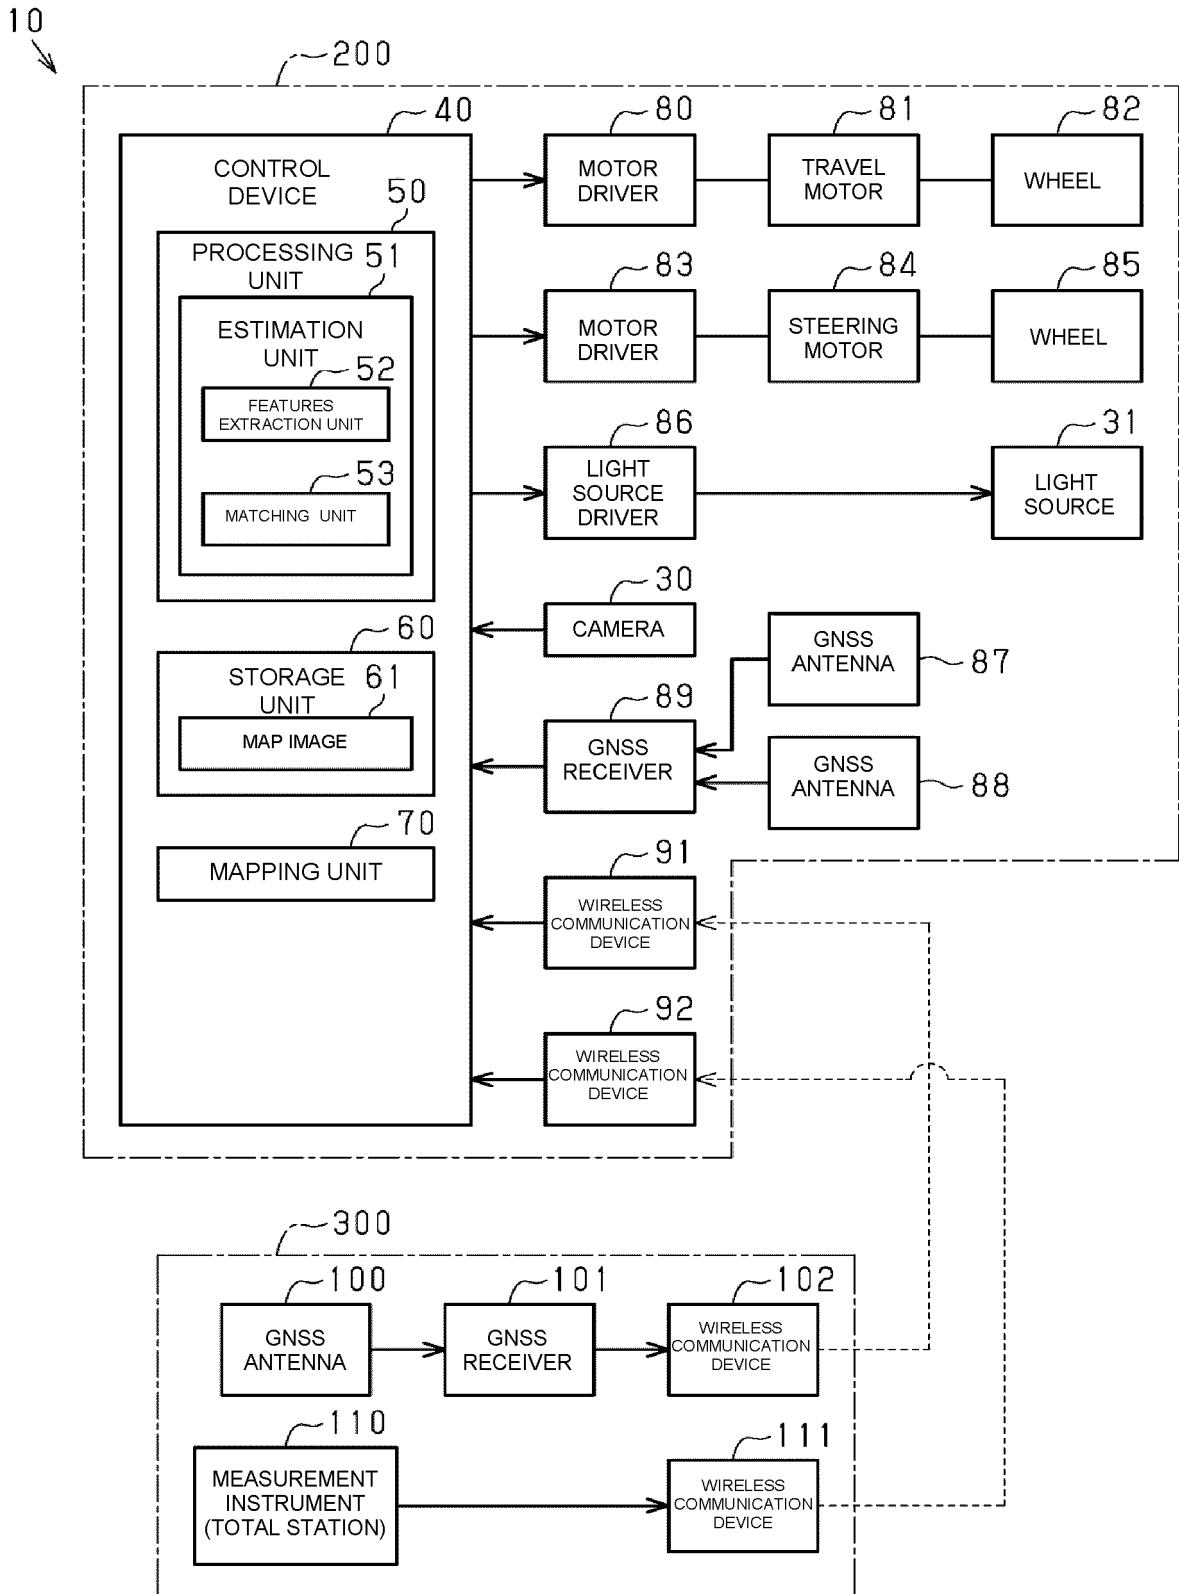 10
200
40
80
81
82
CONTROL
DEVICE
MOTOR
DRIVER
TRAVEL
MOTOR
WHEEL
50
PROCESSING
UNIT
51
83
84
85
ESTIMATION
UNIT
MOTOR
DRIVER
STEERING
MOTOR
WHEEL
52
FEATURES
EXTRACTION UNIT
86
31
53
MATCHING UNIT
LIGHT
SOURCE
DRIVER
LIGHT
SOURCE
30
CAMERA
GNSS
ANTENNA
87
60
STORAGE
UNIT
61
MAP IMAGE
89
GNSS
RECEIVER
GNSS
ANTENNA
88
70
MAPPING UNIT
91
WIRELESS
COMMUNICATION
DEVICE
92
WIRELESS
COMMUNICATION
DEVICE
300
100
101
102
GNSS
ANTENNA
GNSS
RECEIVER
WIRELESS
COMMUNICATION
DEVICE
110
111
MEASUREMENT
INSTRUMENT
(TOTAL STATION)
WIRELESS
COMMUNICATION
DEVICE